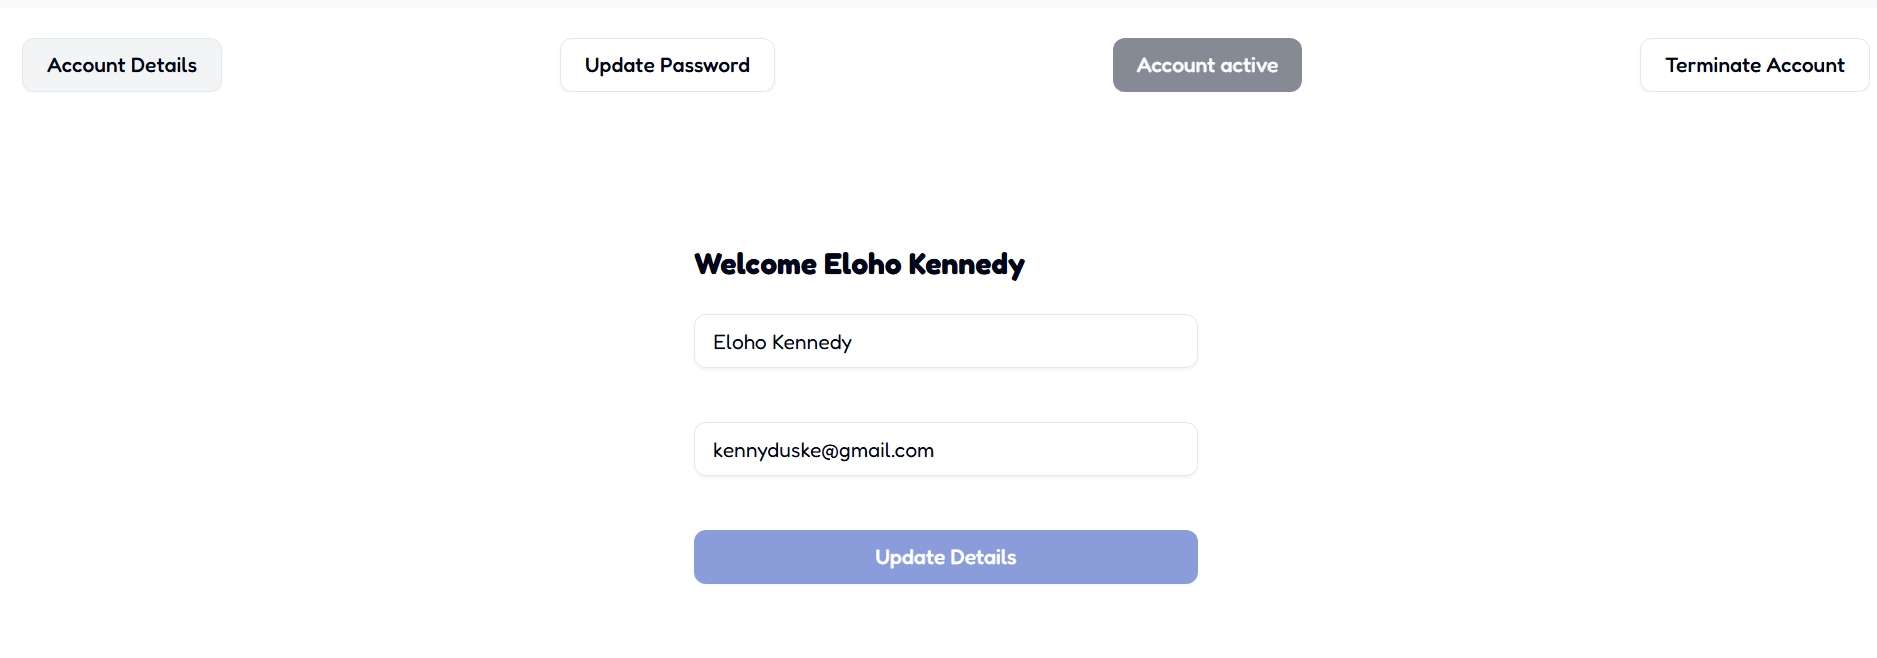 Account Details
Update Password
Account active
Terminate Account
Welcome Eloho Kennedy
Eloho Kennedy
kennyduske@gmail.com
Update Details